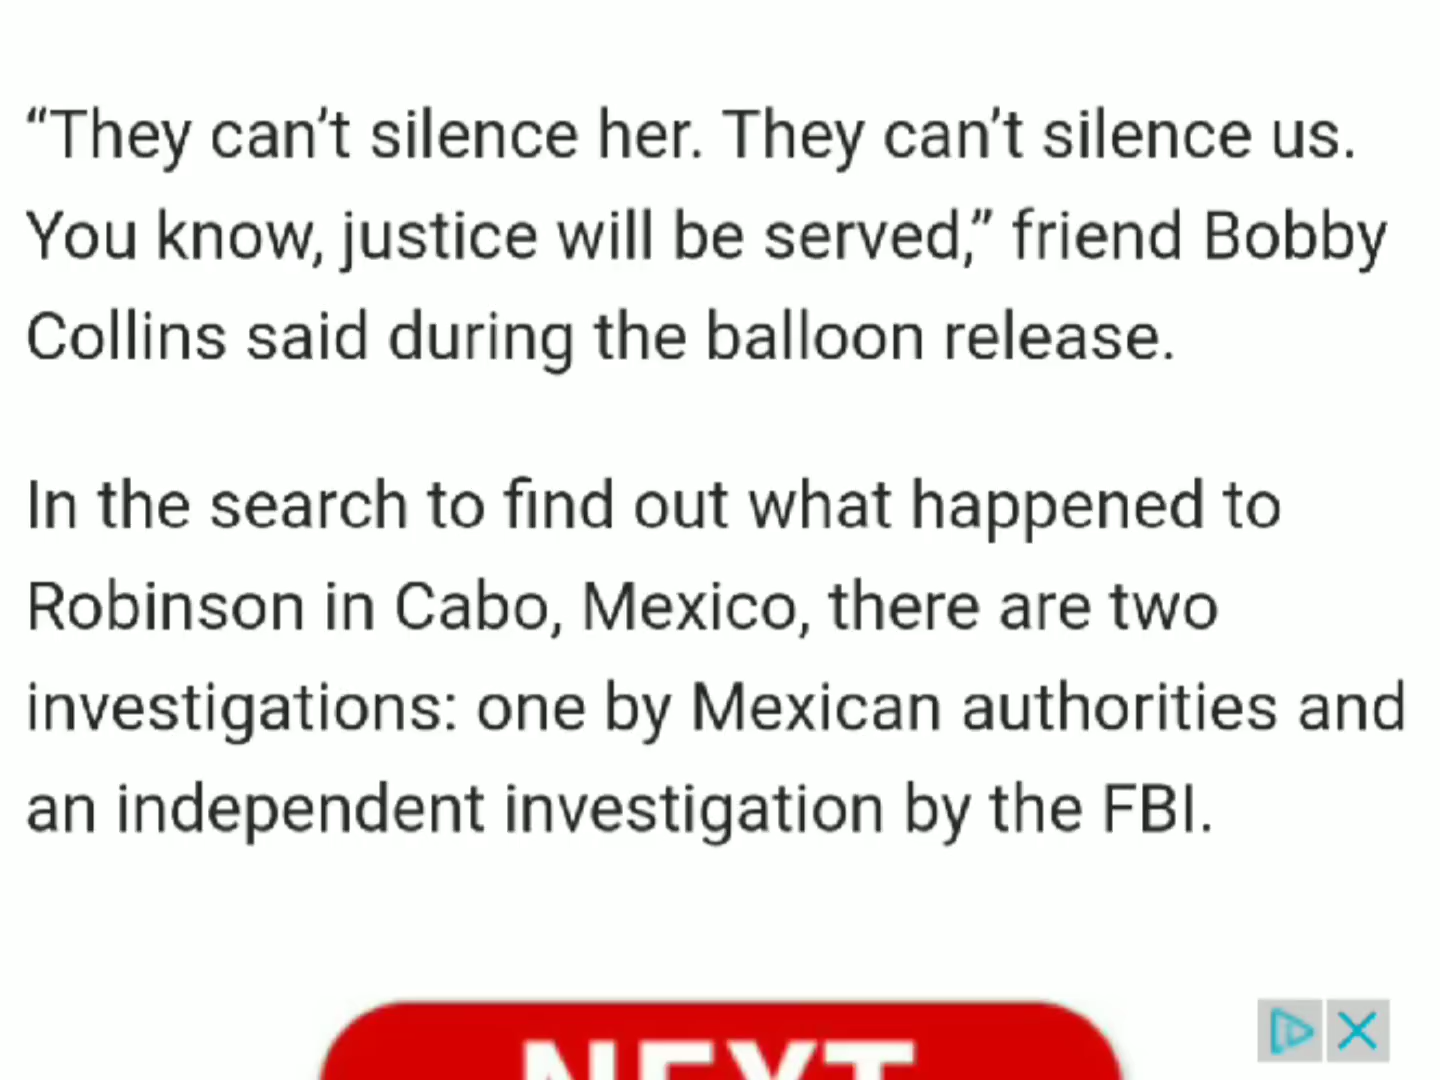 “They can’t silence her. They can’t silence us.
You know, justice will be served,” friend Bobby
Collins said during the balloon release.
In the search to find out what happened to
Robinson in Cabo, Mexico, there are two
investigations: one by Mexican authorities and
an independent investigation by the FBI.
NEXT